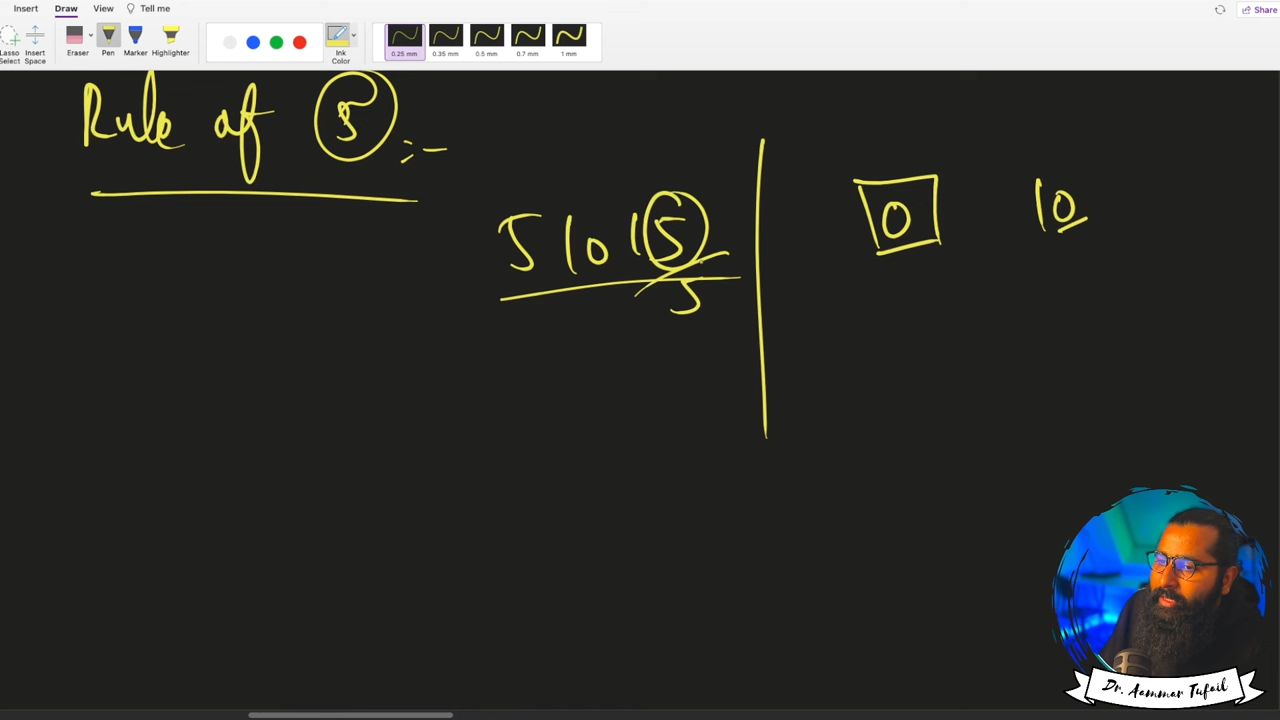 Insert Draw View Tell me
Share
Lasso Select
Insert Space
Eraser
Pen
Marker
Highlighter
Ink Color
0.25 mm 0.35 mm 0.5 mm 0.7 mm 1 mm
Rule of 5 :-
5 10 15
5
0 10
Dr. Aammar Tufail